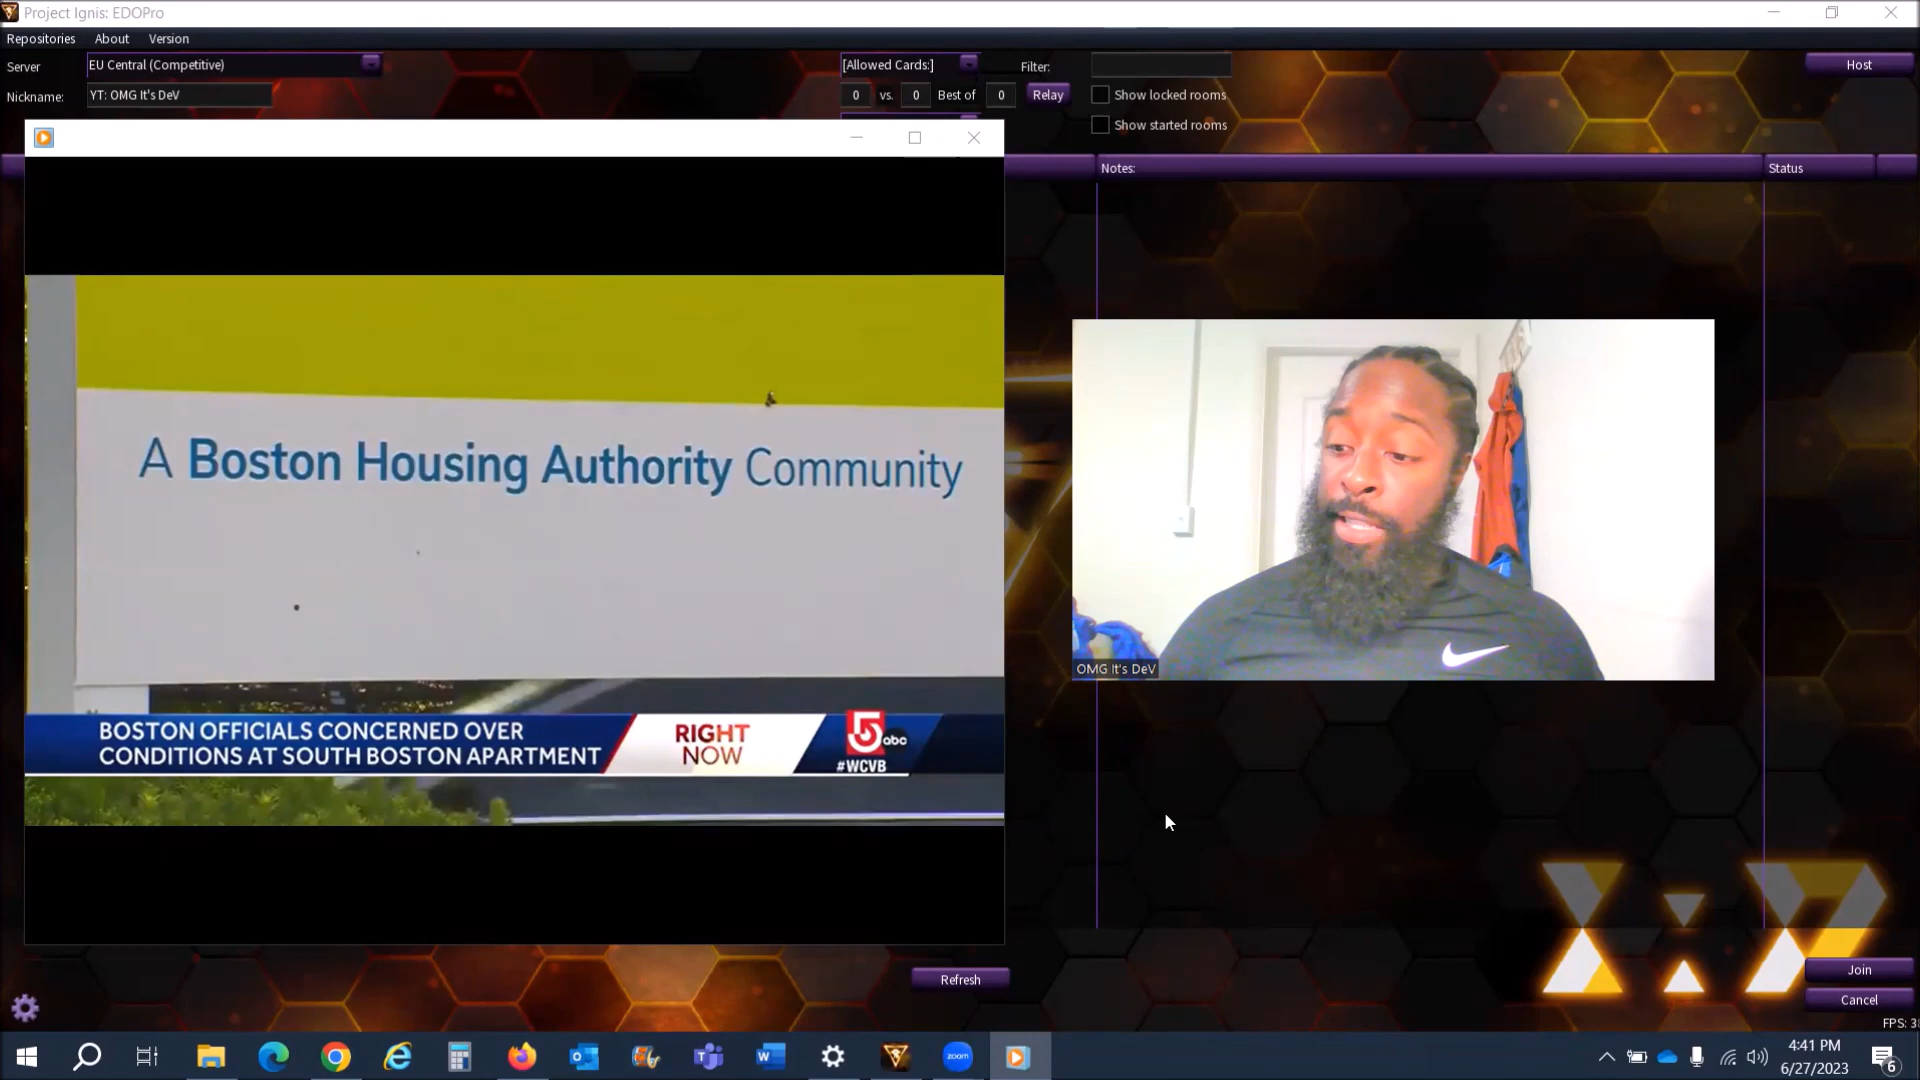 Project Ignis: EDOPro
Repositories About Version
Server EU Central (Competitive) [Allowed Cards:] Filter: Host
Nickname: YT: OMG It's DeV 0 vs. 0 Best of 0 Relay Show locked rooms
Show started rooms
Notes: Status
A Boston Housing Authority Community
BOSTON OFFICIALS CONCERNED OVER
CONDITIONS AT SOUTH BOSTON APARTMENT
RIGHT
NOW
5 abc
#WCVB
OMG It's DeV
Refresh
Join
Cancel
FPS: 3
zoom
4:41 PM
6/27/2023
6